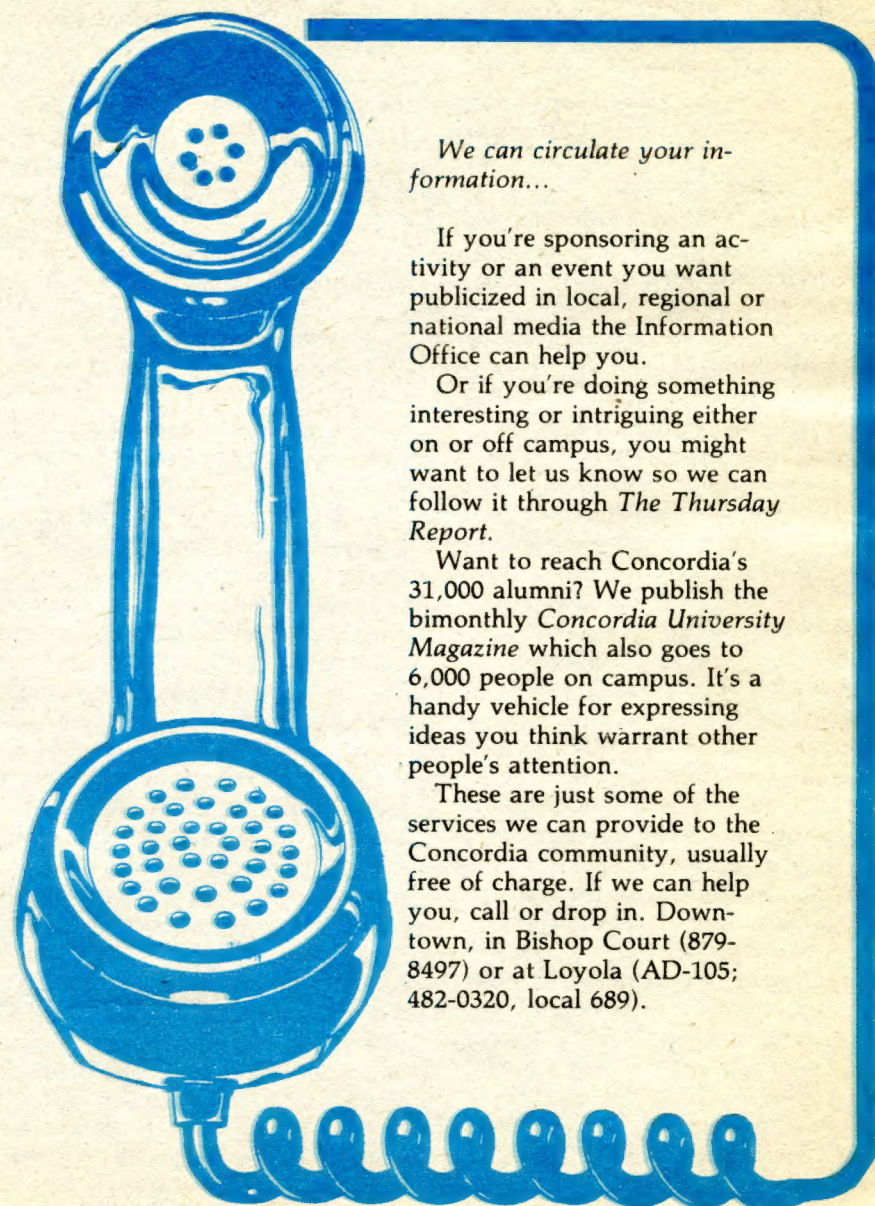 We can circulate your in-
formation...
If you're sponsoring an ac-
tivity or an event you want
publicized in local, regional or
national media the Information
Office can help you.
Or if you're doing something
interesting or intriguing either
on or off campus, you might
want to let us know so we can
follow it through The Thursday
Report.
Want to reach Concordia's
31,000 alumni? We publish the
bimonthly Concordia University
Magazine which also goes to
6,000 people on campus. It's a
handy vehicle for expressing
ideas you think warrant other
people's attention.
These are just some of the
services we can provide to the
Concordia community, usually
free of charge. If we can help
you, call or drop in. Down-
town, in Bishop Court (879-
8497) or at Loyola (AD-105;
482-0320, local 689).